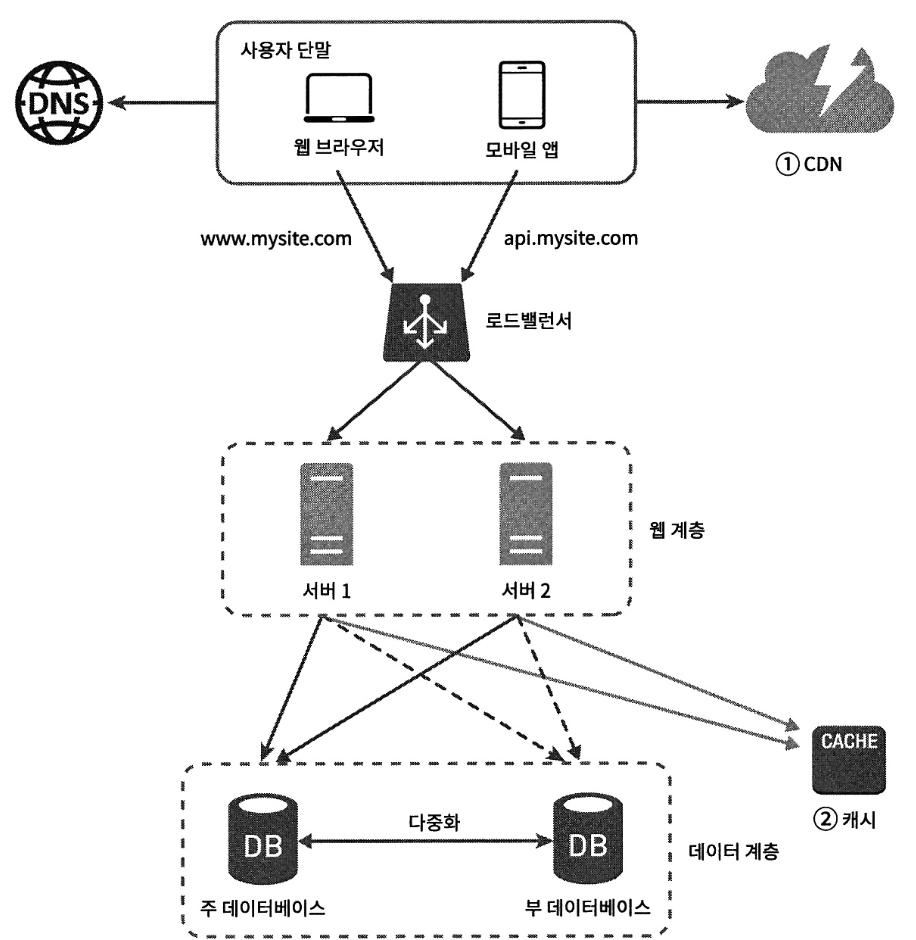 사용자 단말
DNS
웹 브라우저
모바일 앱
① CDN
www.mysite.com
api.mysite.com
로드밸런서
웹 계층
서버 1
서버 2
CACHE
② 캐시
다중화
DB
DB
데이터 계층
주 데이터베이스
부 데이터베이스